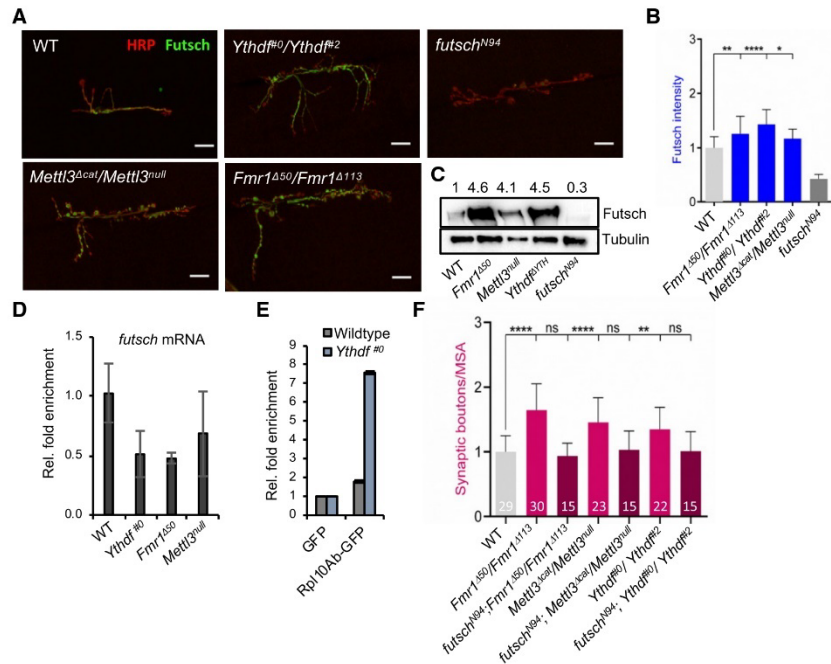 A
WT
HRP Futsch
Ythdf#0/Ythdf#2
futschN94
Mettl3Δcat/Mettl3null
Fmr1Δ50/Fmr1Δ113
B
Futsch intensity
** **** *
3
2
1
0
WT
Fmr1Δ50/Fmr1Δ113
Ythdf#0/ Ythdf#2
Mettl3Δcat/Mettl3null
futschN94
C
1 4.6 4.1 4.5 0.3
Futsch
Tubulin
WT
Fmr1Δ50
Mettl3null
YthdfΔYTH
futschN94
D
futsch mRNA
Rel. fold enrichment
1.5
1.0
0.5
0.0
WT
Ythdf #0
Fmr1Δ50
Mettl3null
E
Wildtype
Ythdf #0
Rel. fold enrichment
8
7
6
5
4
3
2
1
0
GFP
Rpl10Ab-GFP
F
Synaptic boutons/MSA
**** ns **** ns ** ns
3
2
1
0
29 30 15 23 15 22 15
WT
Fmr1Δ50/Fmr1Δ113
futschN94;Fmr1Δ50/Fmr1Δ113
Mettl3Δcat/Mettl3null
futschN94; Mettl3Δcat/Mettl3null
Ythdf#0/ Ythdf#2
futschN94; Ythdf#0/ Ythdf#2